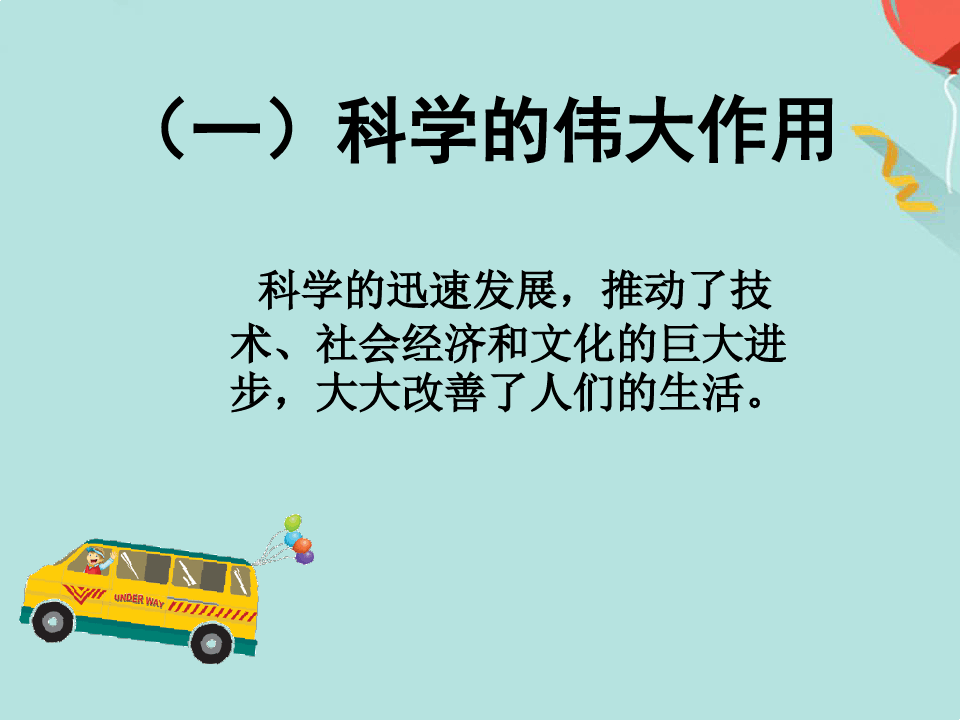 （一）科学的伟大作用
科学的迅速发展，推动了技
术、社会经济和文化的巨大进
步，大大改善了人们的生活。
UNDER WAY